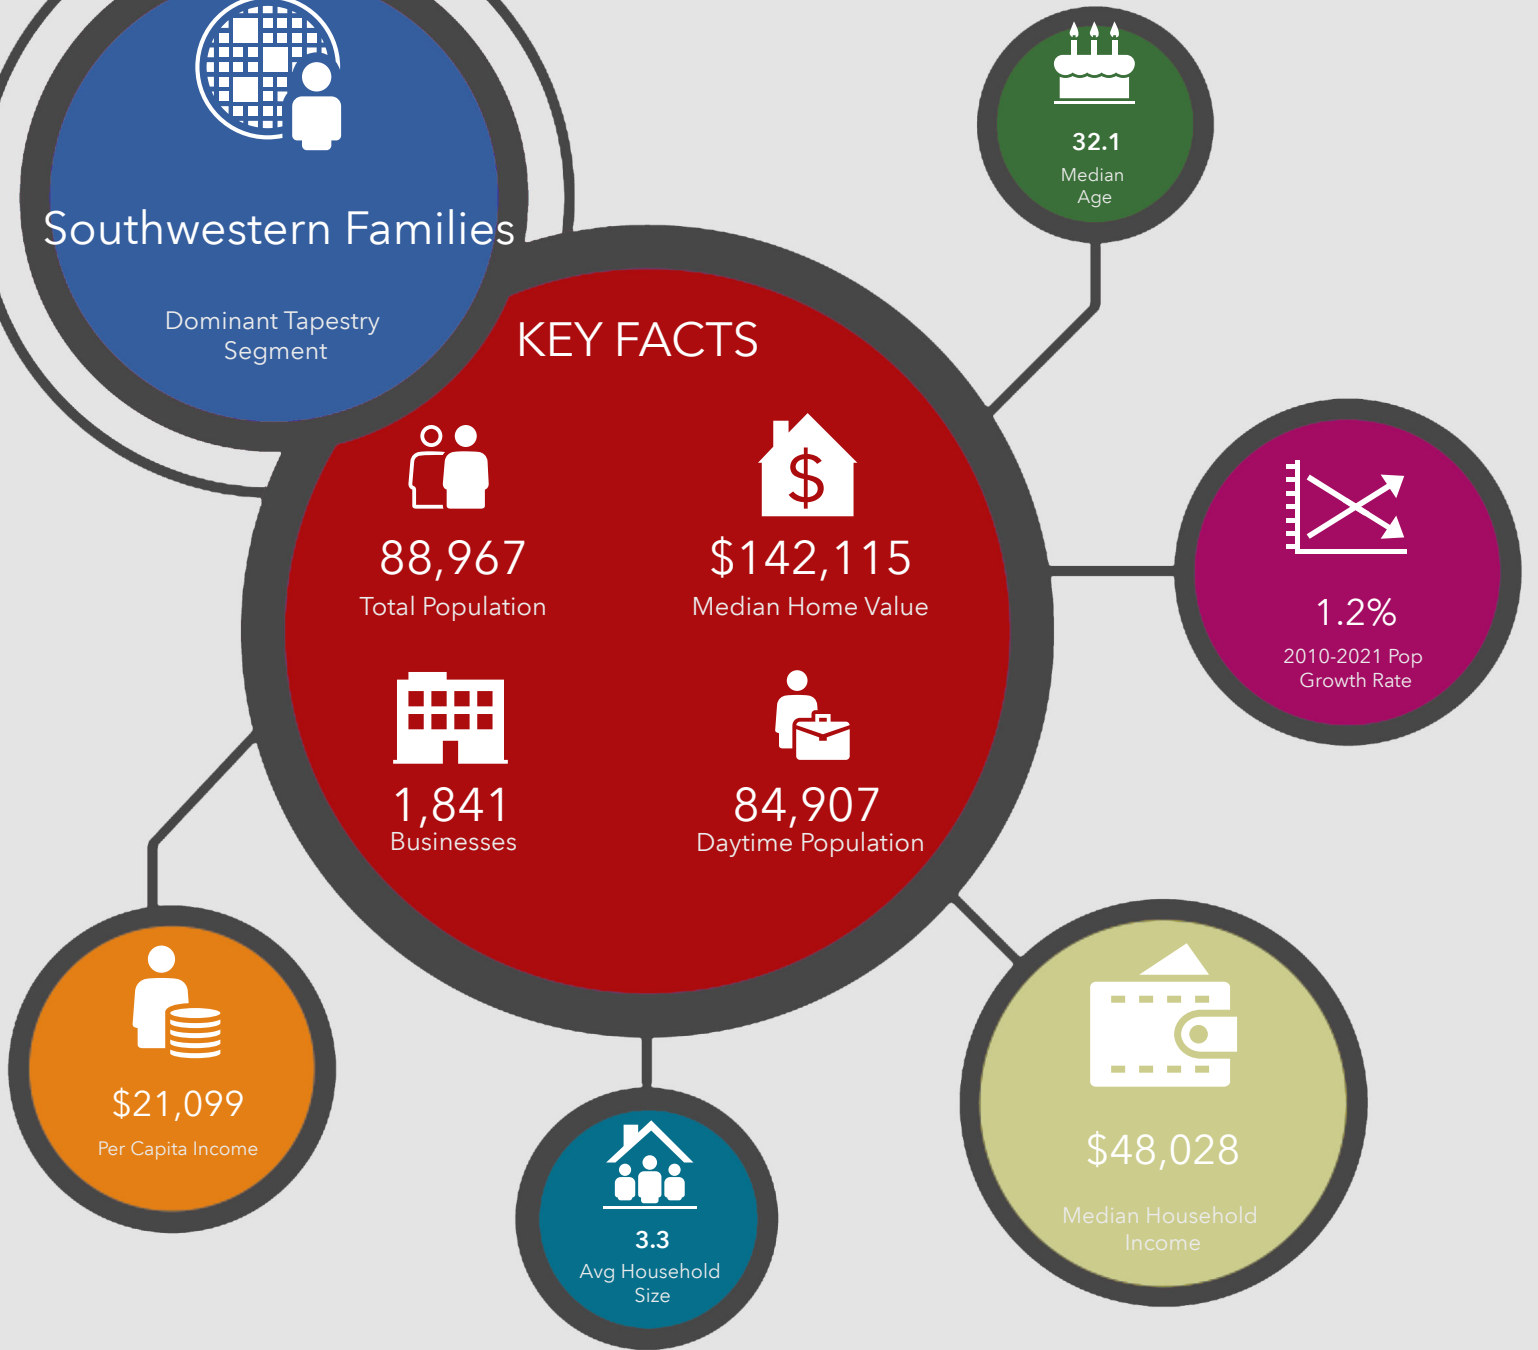 Southwestern Families
Dominant Tapestry
Segment
KEY FACTS
88,967
Total Population
$142,115
Median Home Value
1,841
Businesses
84,907
Daytime Population
32.1
Median
Age
1.2%
2010-2021 Pop
Growth Rate
$21,099
Per Capita Income
3.3
Avg Household
Size
$48,028
Median Household
Income
$